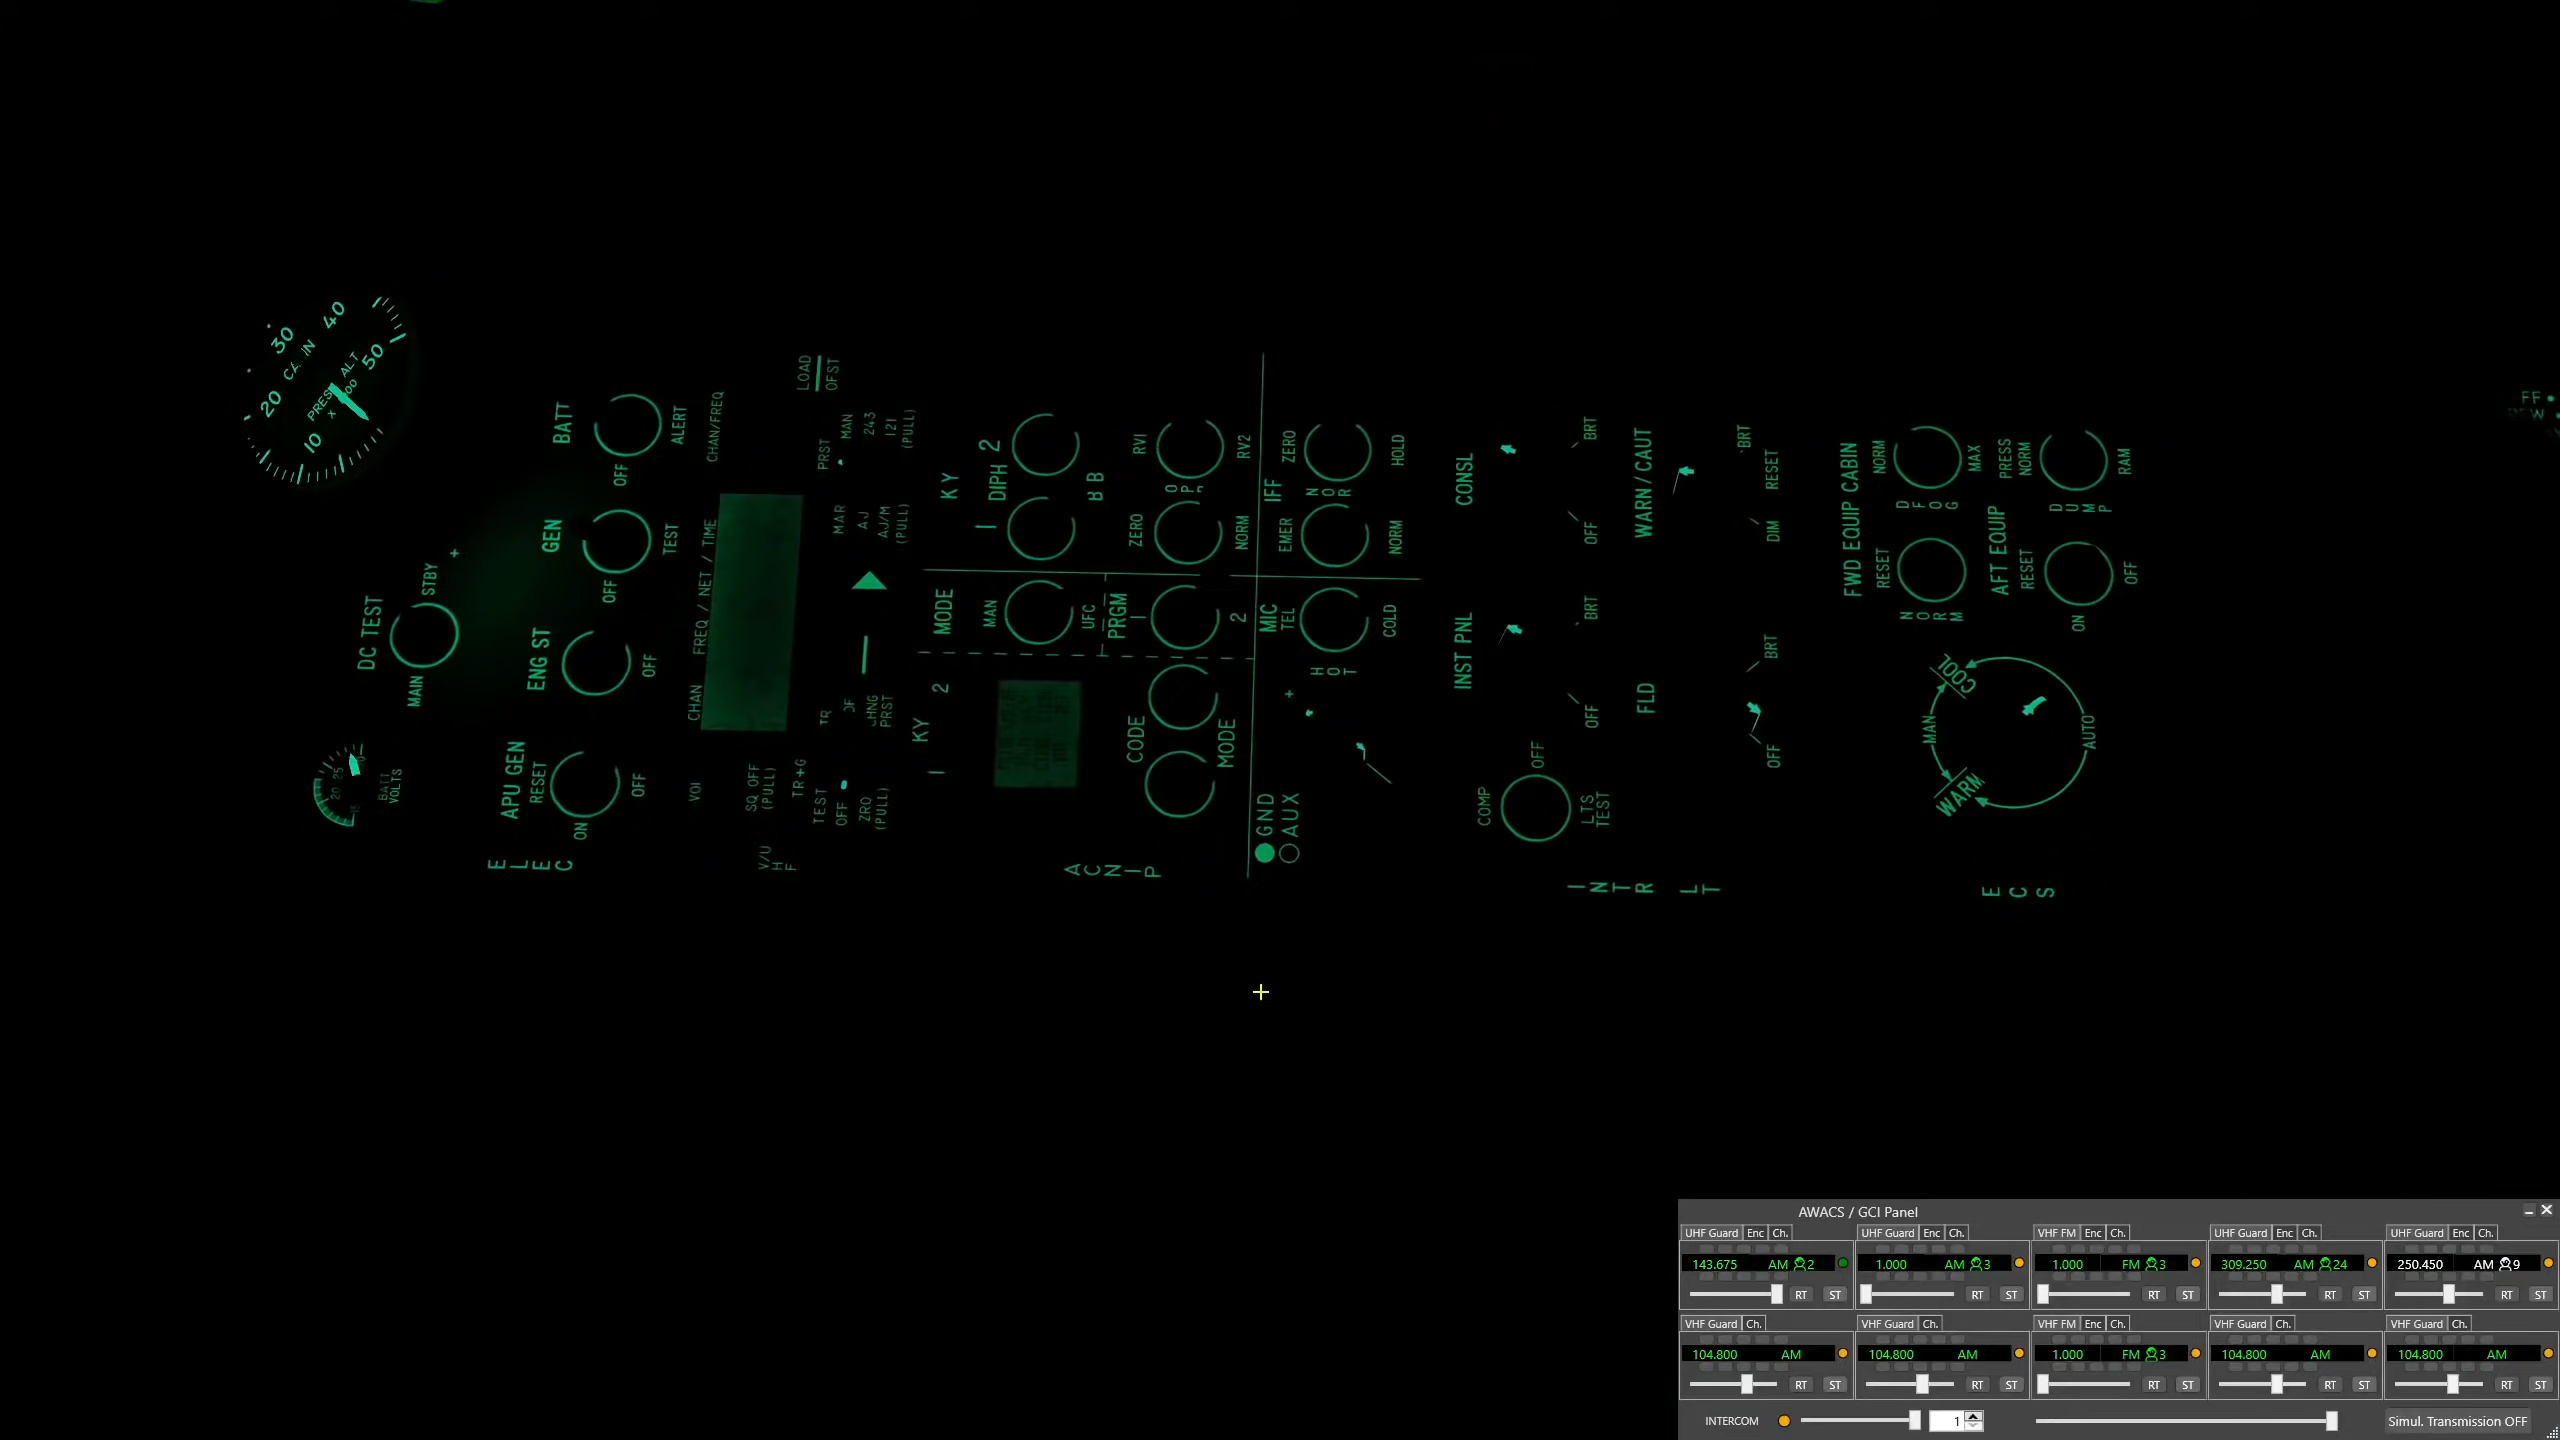 30
40
CA IN
50
ALT
20
PRESS
X
10
DC TEST
STBY
MAIN
25
20
15
BATT
VOLTS
BATT
ALERT
OFF
GEN
TEST
OFF
ENG ST
OFF
APU GEN
RESET
OFF
ON
ELEC
CHAN/FREQ
CHAN FREQ / NET / TIME
LOAD
OFST
PRST
MAN
243
121
(PULL)
MAR
AJ
AJ/M
(PULL)
TR
DF
CHNG
PRST
SQ OFF
(PULL)
TR+G
TEST
OFF
ZRO
(PULL)
V/U
H
F
KY
DIPH 2
1
BB
RV1
RV2
ZERO
NORM
MODE
MAN
UFC
PRGM
1
2
KY
1
2
CODE
MODE
ACNIP
IFF
ZERO
HOLD
NOR
EMER
NORM
MIC
TEL
COLD
HOT
GND
AUX
CONSL
BRT
OFF
WARN/CAUT
BRT
RESET
DIM
INST PNL
BRT
OFF
FLD
BRT
OFF
COMP
OFF
LTS
TEST
INTR LT
FWD EQUIP CABIN
NORM
MAX
DFOG
PRESS
NORM
RAM
DUMP
RESET
NORM
AFT EQUIP
RESET
OFF
ON
COOL
MAN
AUTO
WARM
ECS
AWACS / GCI Panel
UHF Guard Enc Ch.
143.675 AM 2
RT ST
UHF Guard Enc Ch.
1.000 AM 3
RT ST
VHF FM Enc Ch.
1.000 FM 3
RT ST
UHF Guard Enc Ch.
309.250 AM 24
RT ST
UHF Guard Enc Ch.
250.450 AM 9
RT ST
VHF Guard Ch.
104.800 AM
RT ST
VHF Guard Ch.
104.800 AM
RT ST
VHF FM Enc Ch.
1.000 FM 3
RT ST
VHF Guard Ch.
104.800 AM
RT ST
VHF Guard Ch.
104.800 AM
RT ST
INTERCOM
1
Simul. Transmission OFF